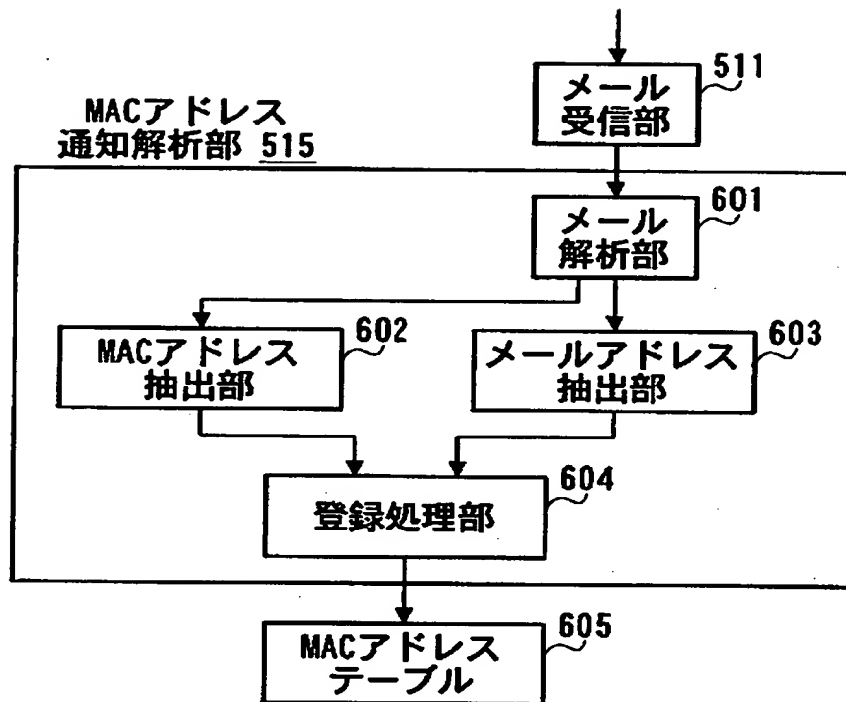 511
メール
受信部
MACアドレス
通知解析部 515
601
メール
解析部
602
MACアドレス
抽出部
603
メールアドレス
抽出部
604
登録処理部
605
MACアドレス
テーブル